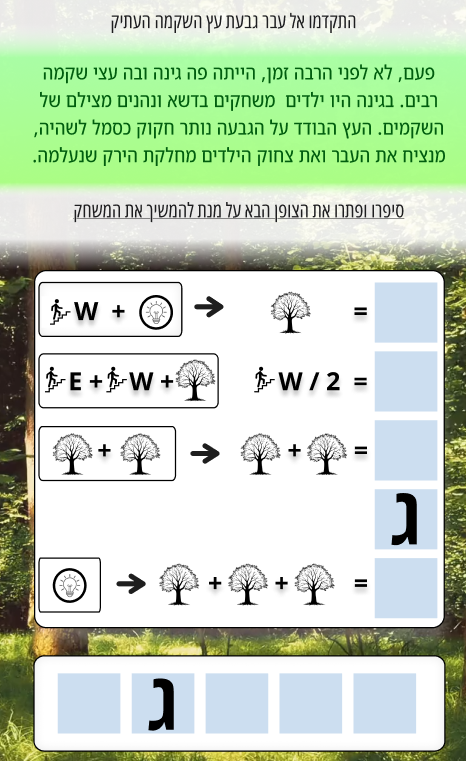 התקדמו אל עבר גבעת עץ השקמה העתיק
פעם, לא לפני הרבה זמן, הייתה פה גינה ובה עצי שקמה
רבים. בגינה היו ילדים משחקים בדשא ונהנים מצילם של
השקמים. העץ הבודד על הגבעה נותר חקוק כסמל לשהיה,
מנציח את העבר ואת צחוק הילדים מחלקת הירק שנעלמה.
סיפרו ופתרו את הצופן הבא על מנת להמשיך את המשחק
W + → =
E + W + W / 2 =
+ → + =
ג
→ + + =
ג